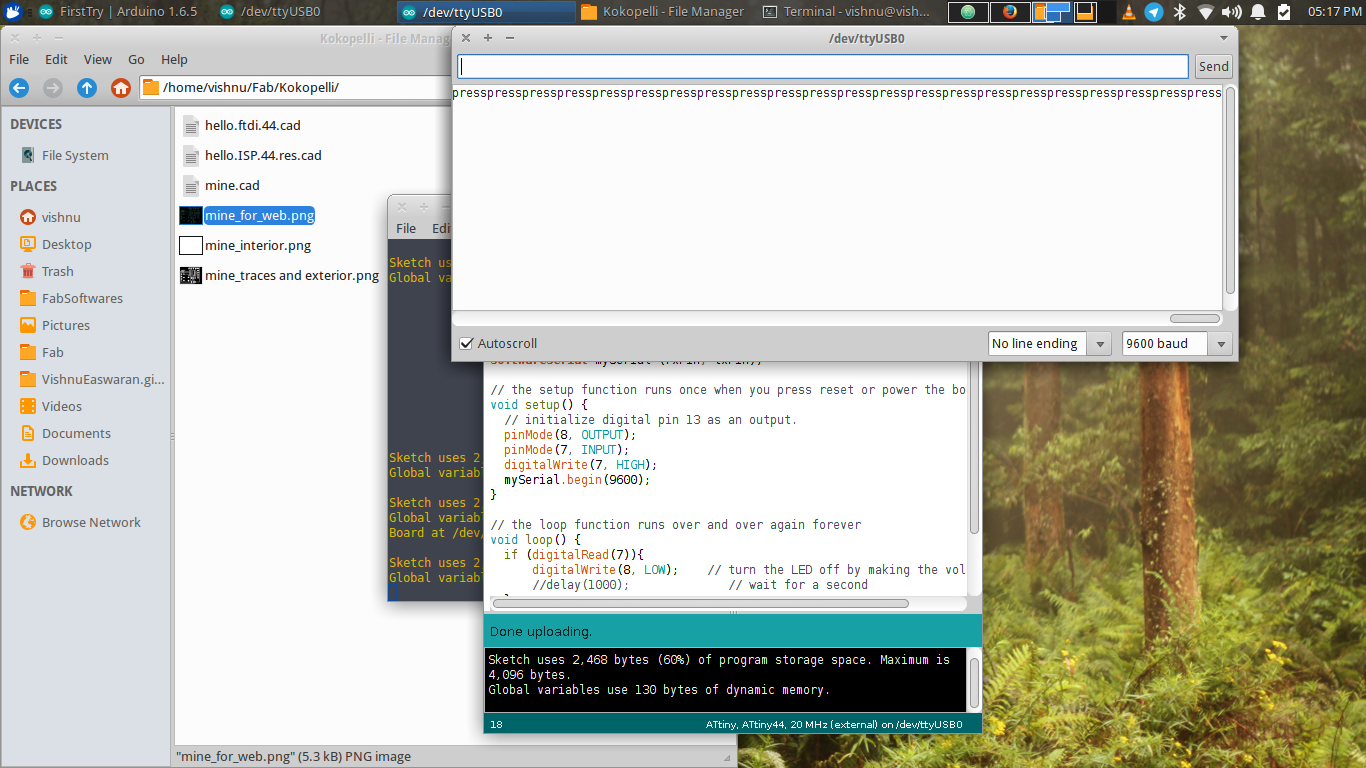 FirstTry | Arduino 1.6.5
/dev/ttyUSB0
/dev/ttyUSB0
Kokopelli - File Manager
Terminal - vishnu@vish...
05:17 PM
Kokopelli - File Manag
File Edit View Go Help
/home/vishnu/Fab/Kokopelli/
DEVICES
File System
PLACES
vishnu
Desktop
Trash
FabSoftwares
Pictures
Fab
VishnuEaswaran.gi...
Videos
Documents
Downloads
NETWORK
Browse Network
hello.ftdi.44.cad
hello.ISP.44.res.cad
mine.cad
mine_for_web.png
mine_interior.png
mine_traces and exterior.png
"mine_for_web.png" (5.3 kB) PNG image
File Edi
Sketch us
Global va
Sketch uses 2
Global variabl
Sketch uses 2
Global variabl
Board at /dev/
Sketch uses 2
Global variabl
/dev/ttyUSB0
Send
presspresspresspresspresspresspresspresspresspresspresspresspresspresspresspresspresspresspresspresspresspress
Autoscroll
No line ending
9600 baud
// the setup function runs once when you press reset or power the bo
void setup() {
// initialize digital pin 13 as an output.
pinMode(8, OUTPUT);
pinMode(7, INPUT);
digitalWrite(7, HIGH);
mySerial.begin(9600);
}
// the loop function runs over and over again forever
void loop() {
if (digitalRead(7)){
digitalWrite(8, LOW); // turn the LED off by making the vol
//delay(1000); // wait for a second
Done uploading.
Sketch uses 2,468 bytes (60%) of program storage space. Maximum is
4,096 bytes.
Global variables use 130 bytes of dynamic memory.
18
ATtiny, ATtiny44, 20 MHz (external) on /dev/ttyUSB0